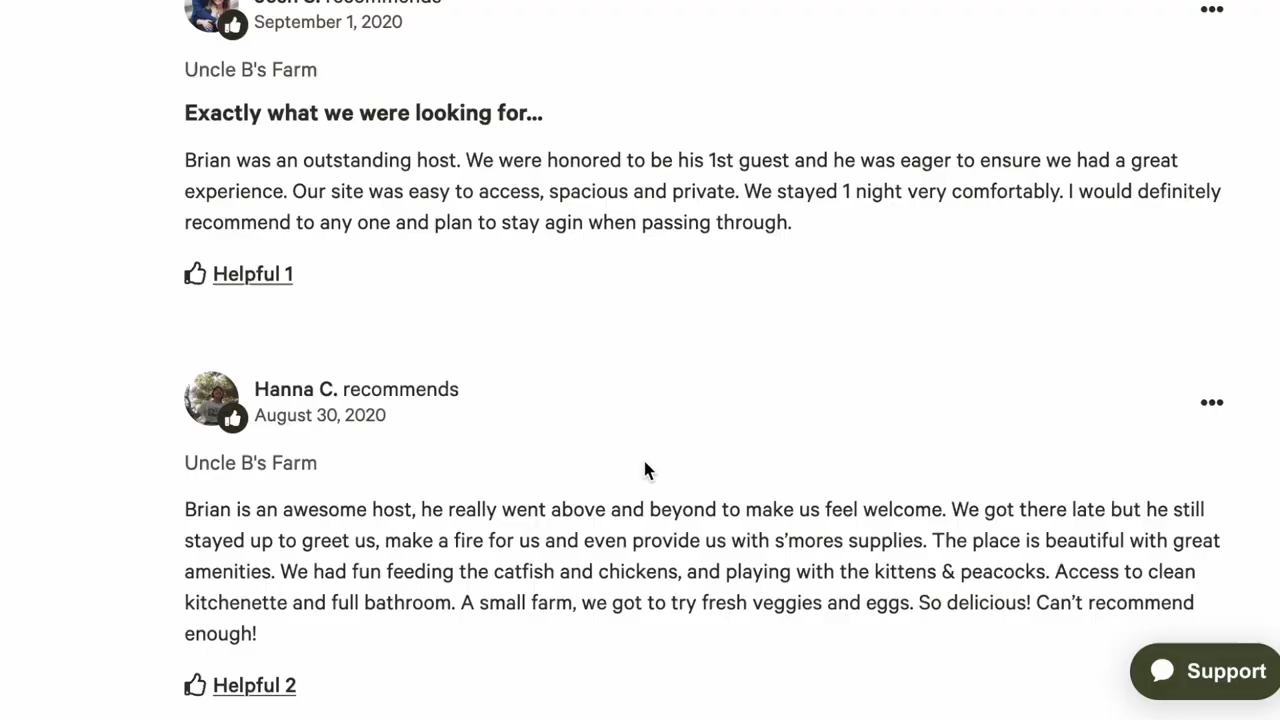 recommends
September 1, 2020
Uncle B's Farm
Exactly what we were looking for...
Brian was an outstanding host. We were honored to be his 1st guest and he was eager to ensure we had a great
experience. Our site was easy to access, spacious and private. We stayed 1 night very comfortably. I would definitely
recommend to any one and plan to stay agin when passing through.
Helpful 1
Hanna C. recommends
August 30, 2020
Uncle B's Farm
Brian is an awesome host, he really went above and beyond to make us feel welcome. We got there late but he still
stayed up to greet us, make a fire for us and even provide us with s’mores supplies. The place is beautiful with great
amenities. We had fun feeding the catfish and chickens, and playing with the kittens & peacocks. Access to clean
kitchenette and full bathroom. A small farm, we got to try fresh veggies and eggs. So delicious! Can’t recommend
enough!
Support
Helpful 2